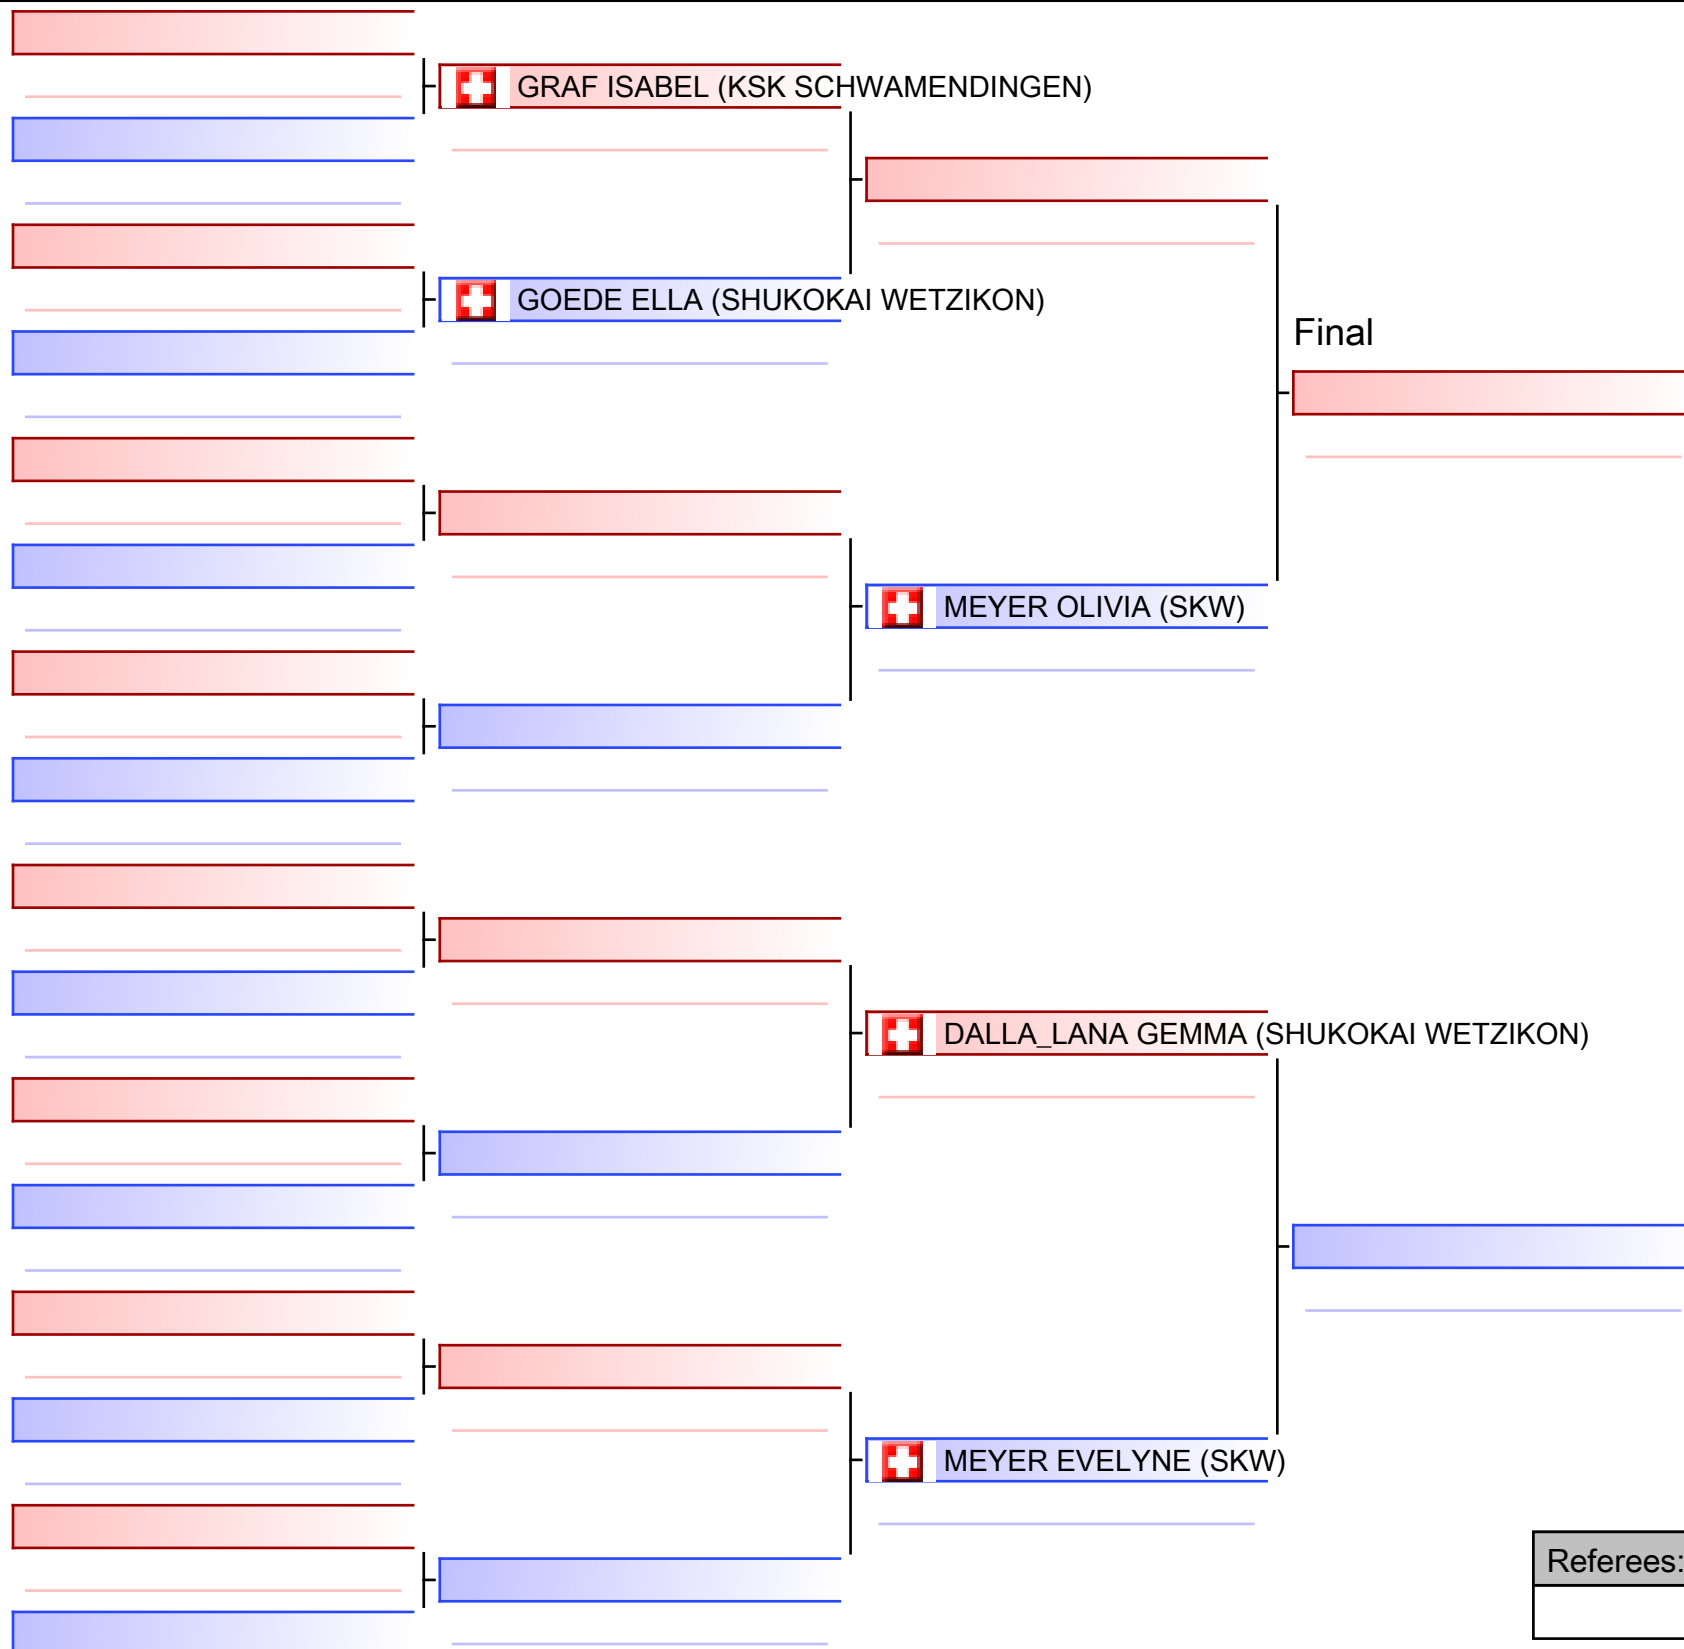 GRAF ISABEL (KSK SCHWAMENDINGEN)
GOEDE ELLA (SHUKOKAI WETZIKON)
Final
MEYER OLIVIA (SKW)
DALLA_LANA GEMMA (SHUKOKAI WETZIKON)
MEYER EVELYNE (SKW)
Referees: